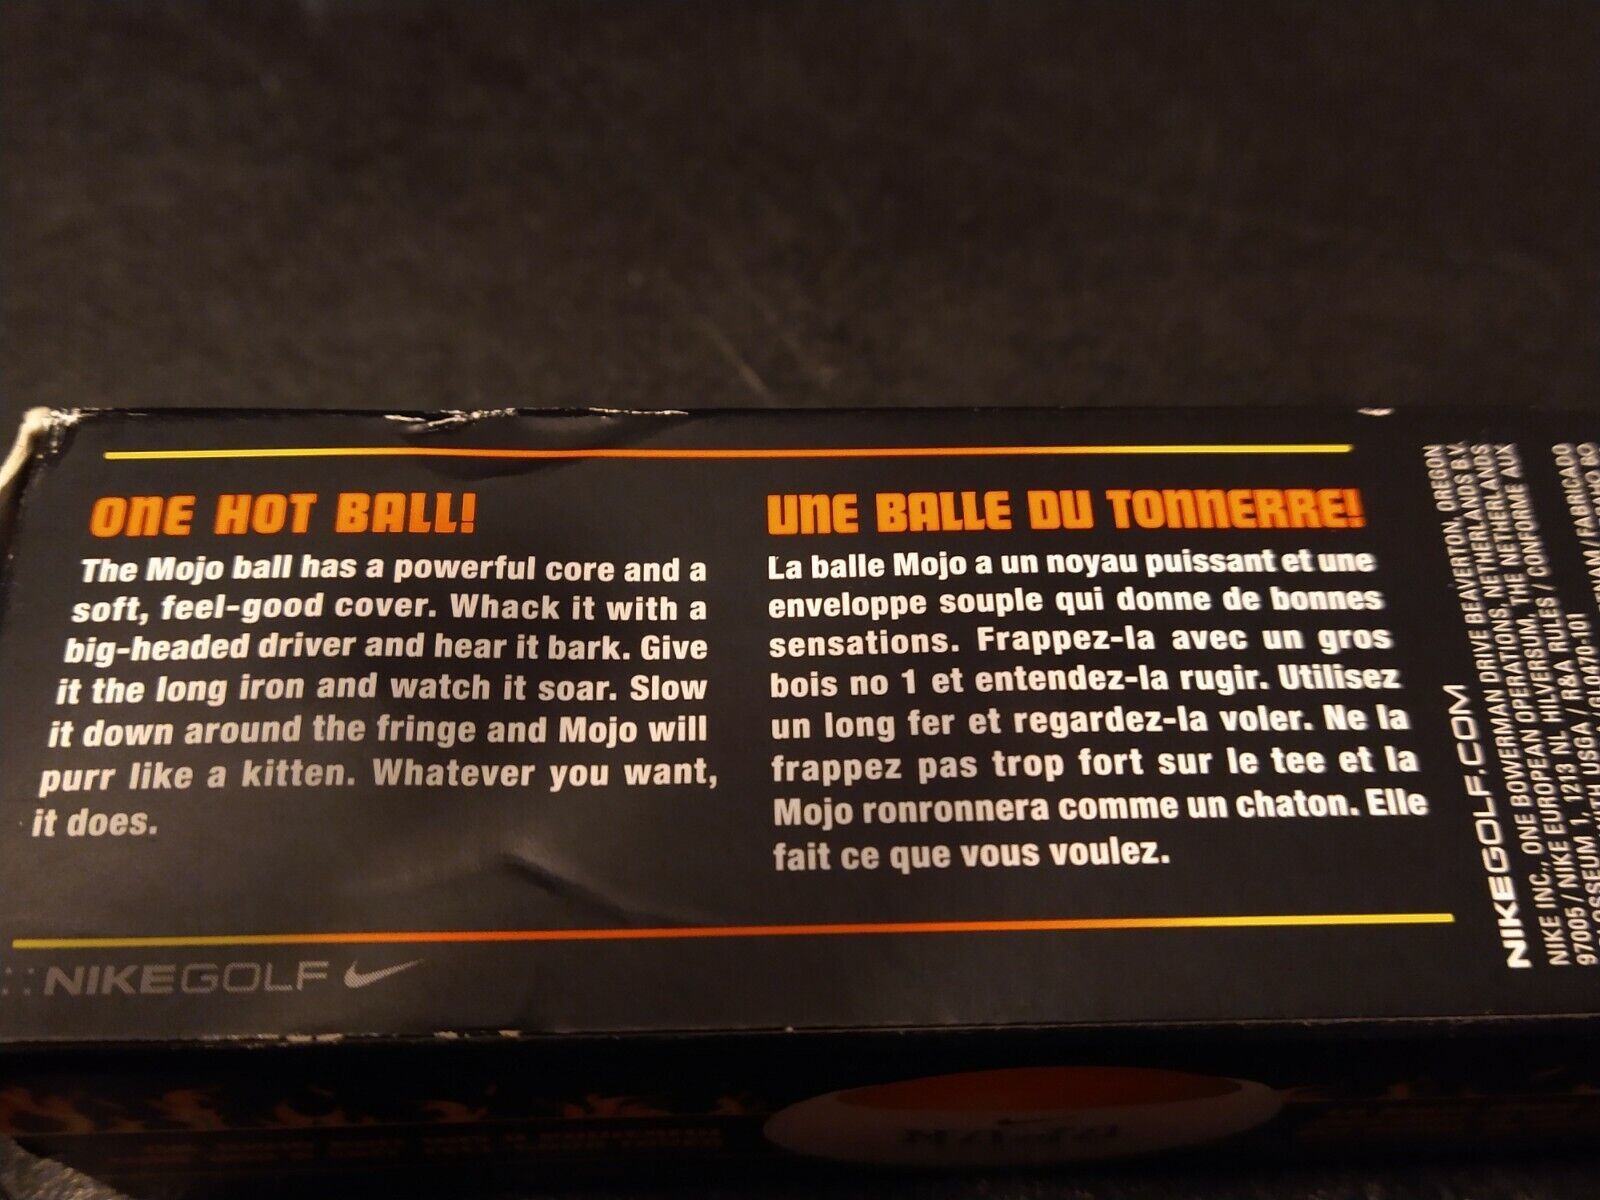 ONE HOT BALL!
The Mojo ball has a powerful core and a
soft, feel-good cover. Whack it with a
big-headed driver and hear it bark. Give
it the long iron and watch it soar. Slow
it down around the fringe and Mojo will
purr like a kitten. Whatever you want,
it does.
UNE BALLE DU TONNERRE!
La balle Mojo a un noyau puissant et une
enveloppe souple qui donne de bonnes
sensations. Frappez-la avec un gros
bois no 1 et entendez-la rugir. Utilisez
un long fer et regardez-la voler. Ne la
frappez pas trop fort sur le tee et la
Mojo ronronnera comme un chaton. Elle
fait ce que vous voulez.
NIKEGOLF
NIKEGOLF.COM
NIKE INC., ONE BOWERMAN DRIVE BEAVERTON, OREGON
97005 / NIKE EUROPEAN OPERATIONS, NETHERLANDS B.V.
COLOSSEUM 1, 1213 NL HILVERSUM, THE NETHERLANDS
WITH USGA / R&A RULES / CONFORME AUX
GL0470-101
/ FABRICADO